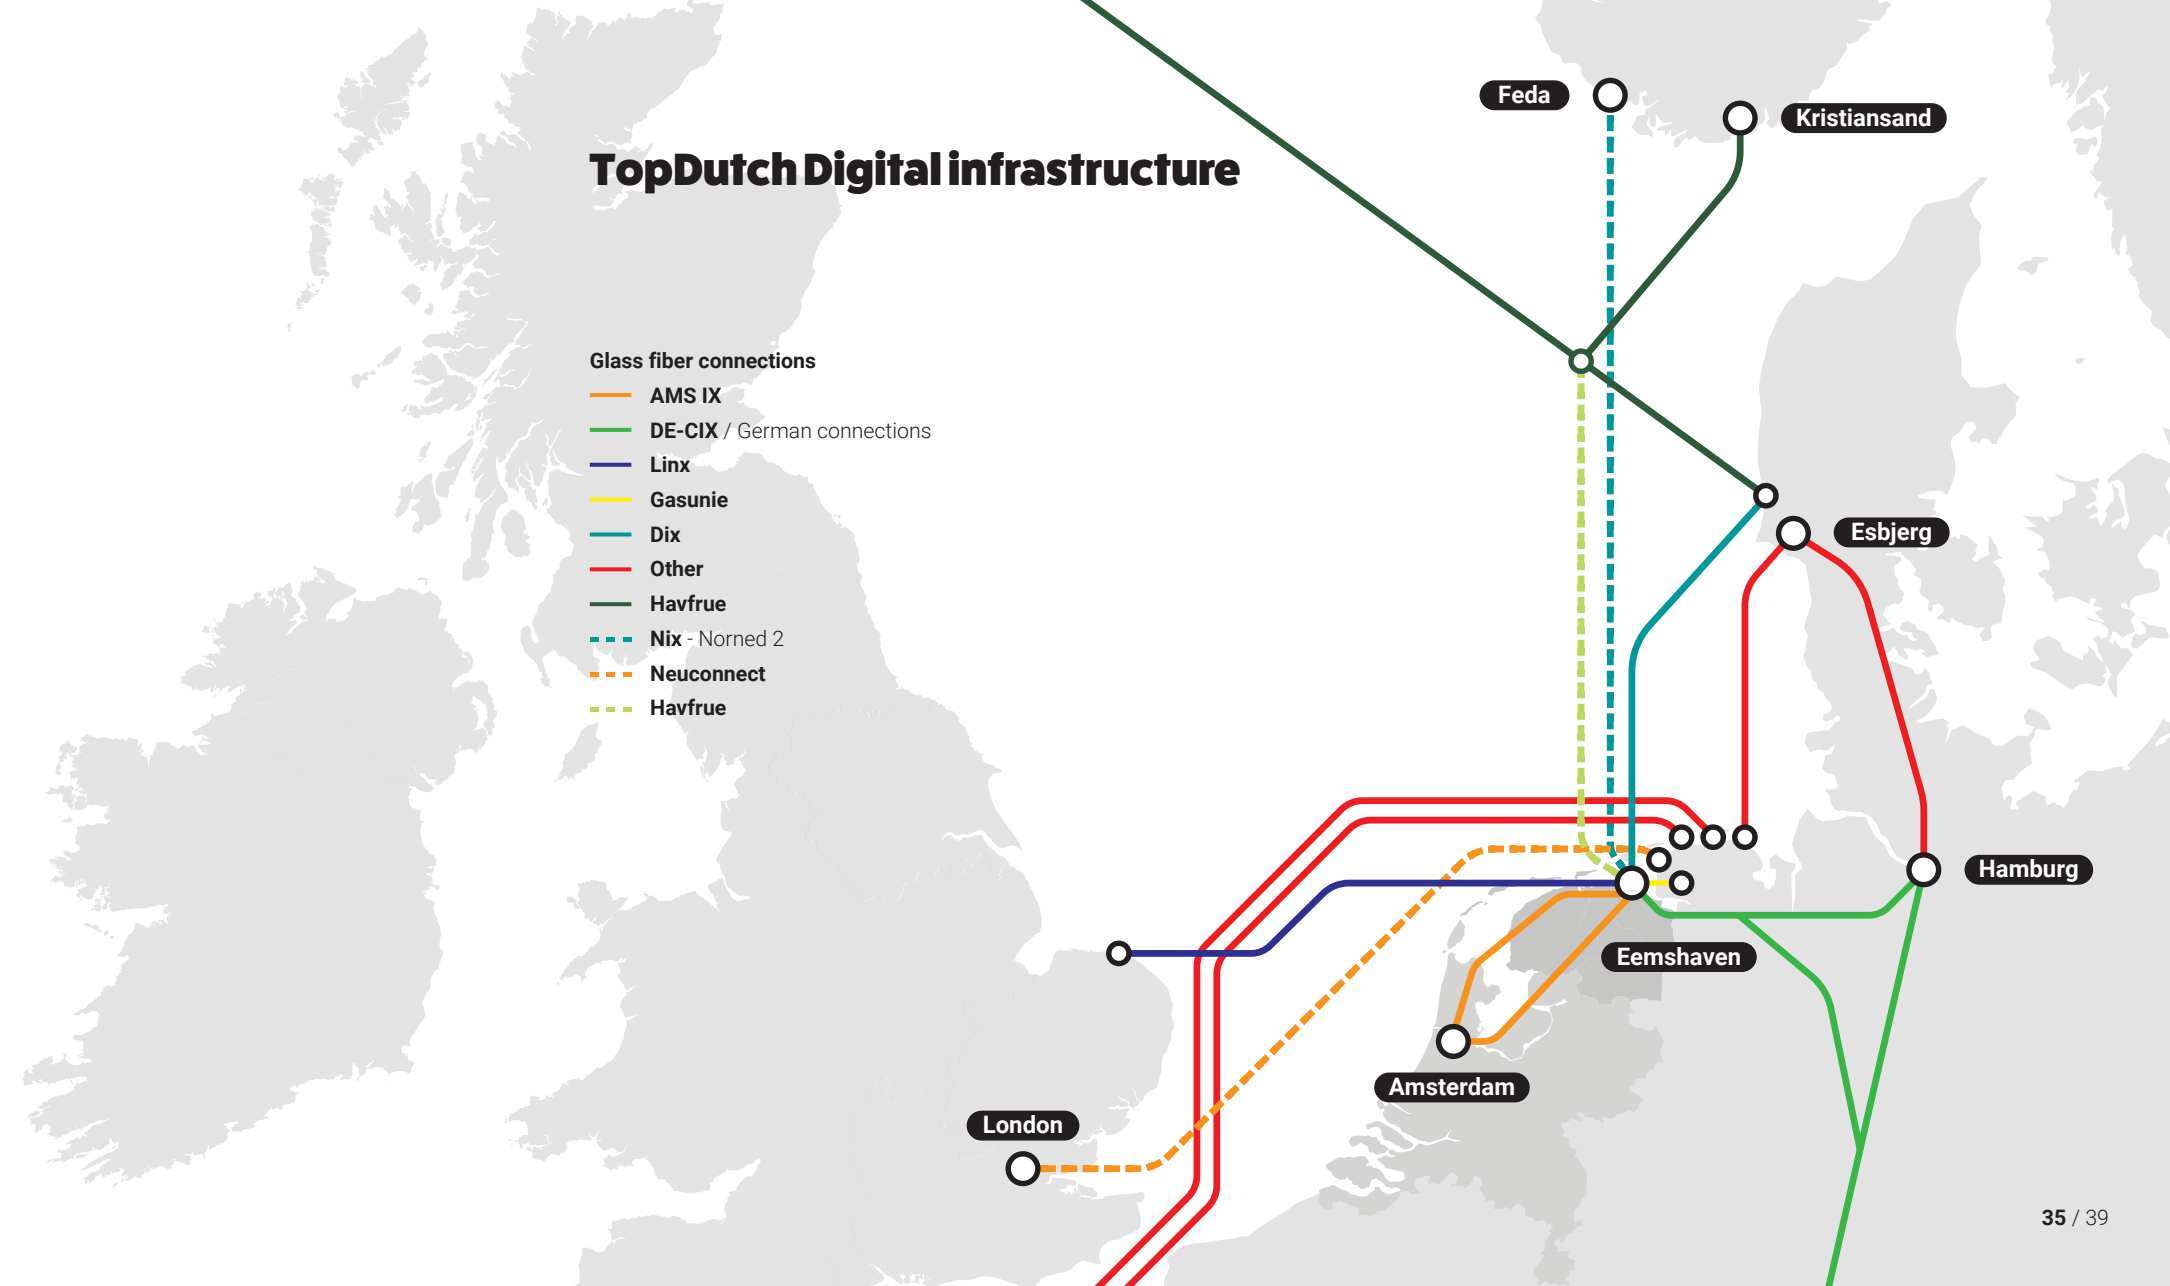 Feda
Kristiansand
TopDutch Digital infrastructure
Glass fiber connections
AMS IX
DE-CIX / German connections
Linx
Gasunie
Dix
Other
Havfrue
Nix - Norned 2
Neuconnect
Havfrue
Esbjerg
Hamburg
Eemshaven
Amsterdam
London
35 / 39